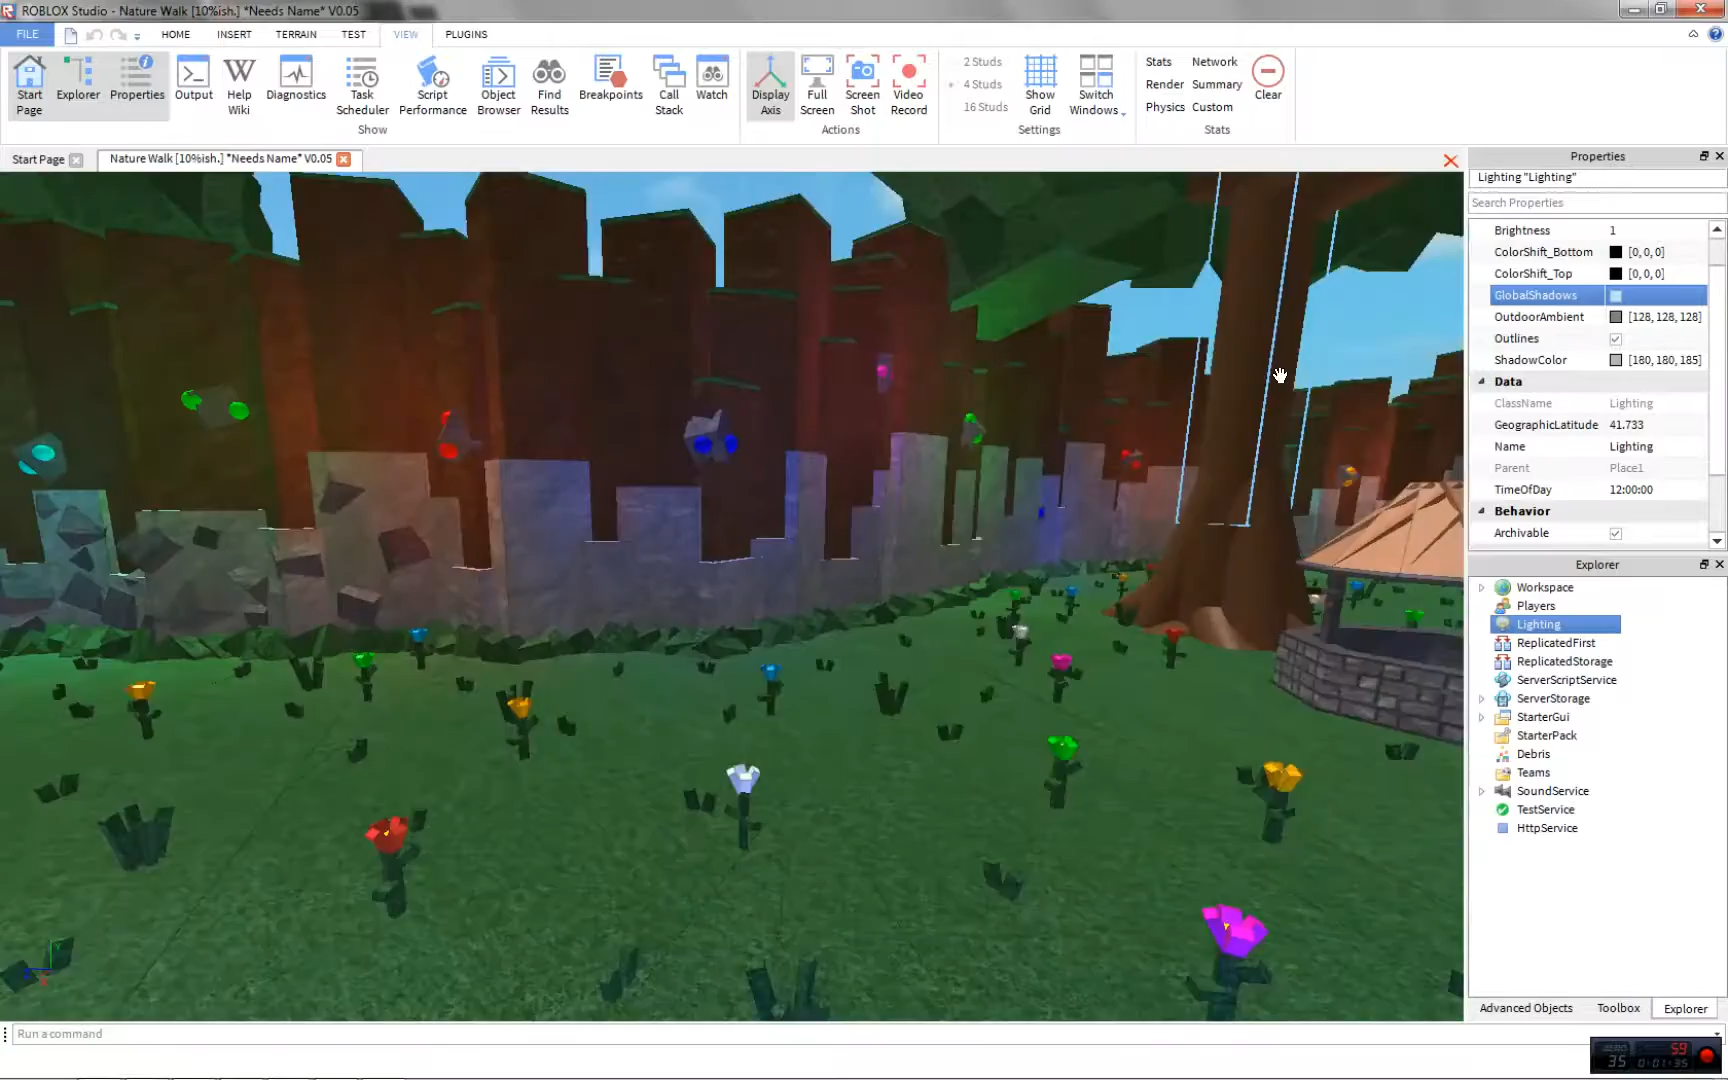 ROBLOX Studio - Nature Walk [10%ish.] *Needs Name* V0.05
FILE HOME INSERT TERRAIN TEST VIEW PLUGINS
Start Page Explorer Properties Output Help Wiki Diagnostics Task Scheduler Script Performance Object Browser Find Results Breakpoints Call Stack Watch
Show
Display Axis Full Screen Screen Shot Video Record
Actions
2 Studs
4 Studs
16 Studs
Show Grid Switch Windows
Settings
Stats Network
Render Summary
Physics Custom
Clear
Stats
Start Page Nature Walk [10%ish.] *Needs Name* V0.05
Properties
Lighting "Lighting"
Search Properties
Brightness 1
ColorShift_Bottom [0, 0, 0]
ColorShift_Top [0, 0, 0]
GlobalShadows
OutdoorAmbient [128, 128, 128]
Outlines
ShadowColor [180, 180, 185]
Data
ClassName Lighting
GeographicLatitude 41.733
Name Lighting
Parent Place1
TimeOfDay 12:00:00
Behavior
Archivable
Explorer
Workspace
Players
Lighting
ReplicatedFirst
ReplicatedStorage
ServerScriptService
ServerStorage
StarterGui
StarterPack
Debris
Teams
SoundService
TestService
HttpService
Advanced Objects Toolbox Explorer
Run a command
59
35 0:01:35